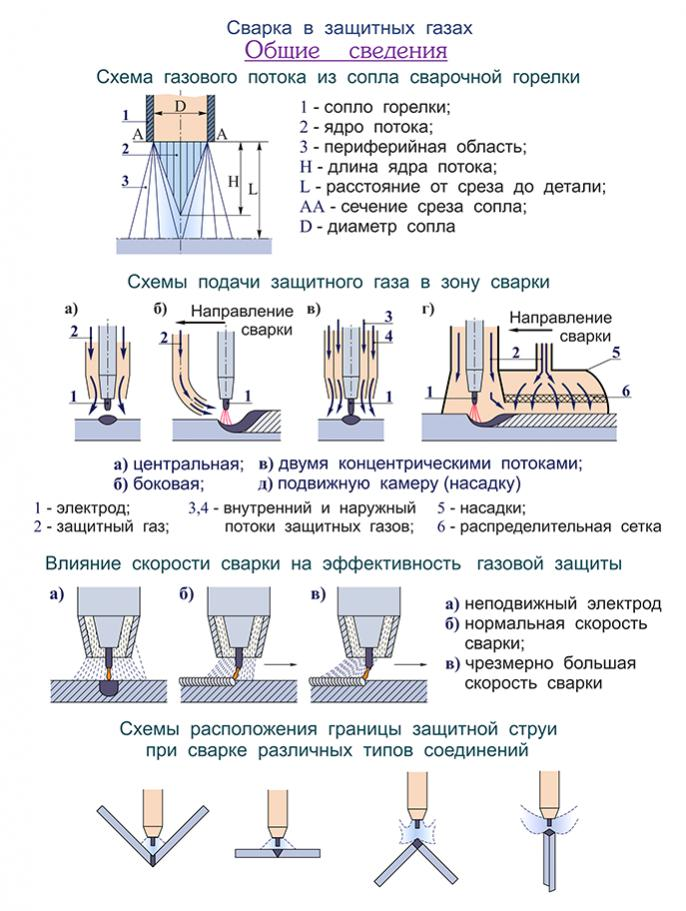 Сварка в защитных газах
Общие сведения
Схема газового потока из сопла сварочной горелки
D
1
A
A
2
3
H
L
1 - сопло горелки;
2 - ядро потока;
3 - периферийная область;
H - длина ядра потока;
L - расстояние от среза до детали;
AA - сечение среза сопла;
D - диаметр сопла
Схемы подачи защитного газа в зону сварки
а)
б)
Направление
сварки
в)
г)
Направление
сварки
2
1
2
1
3
4
1
1
2
5
6
а) центральная; в) двумя концентрическими потоками;
б) боковая; д) подвижную камеру (насадку)
1 - электрод; 3,4 - внутренний и наружный 5 - насадки;
2 - защитный газ; потоки защитных газов; 6 - распределительная сетка
Влияние скорости сварки на эффективность газовой защиты
а)
б)
в)
а) неподвижный электрод
б) нормальная скорость
сварки;
в) чрезмерно большая
скорость сварки
Схемы расположения границы защитной струи
при сварке различных типов соединений